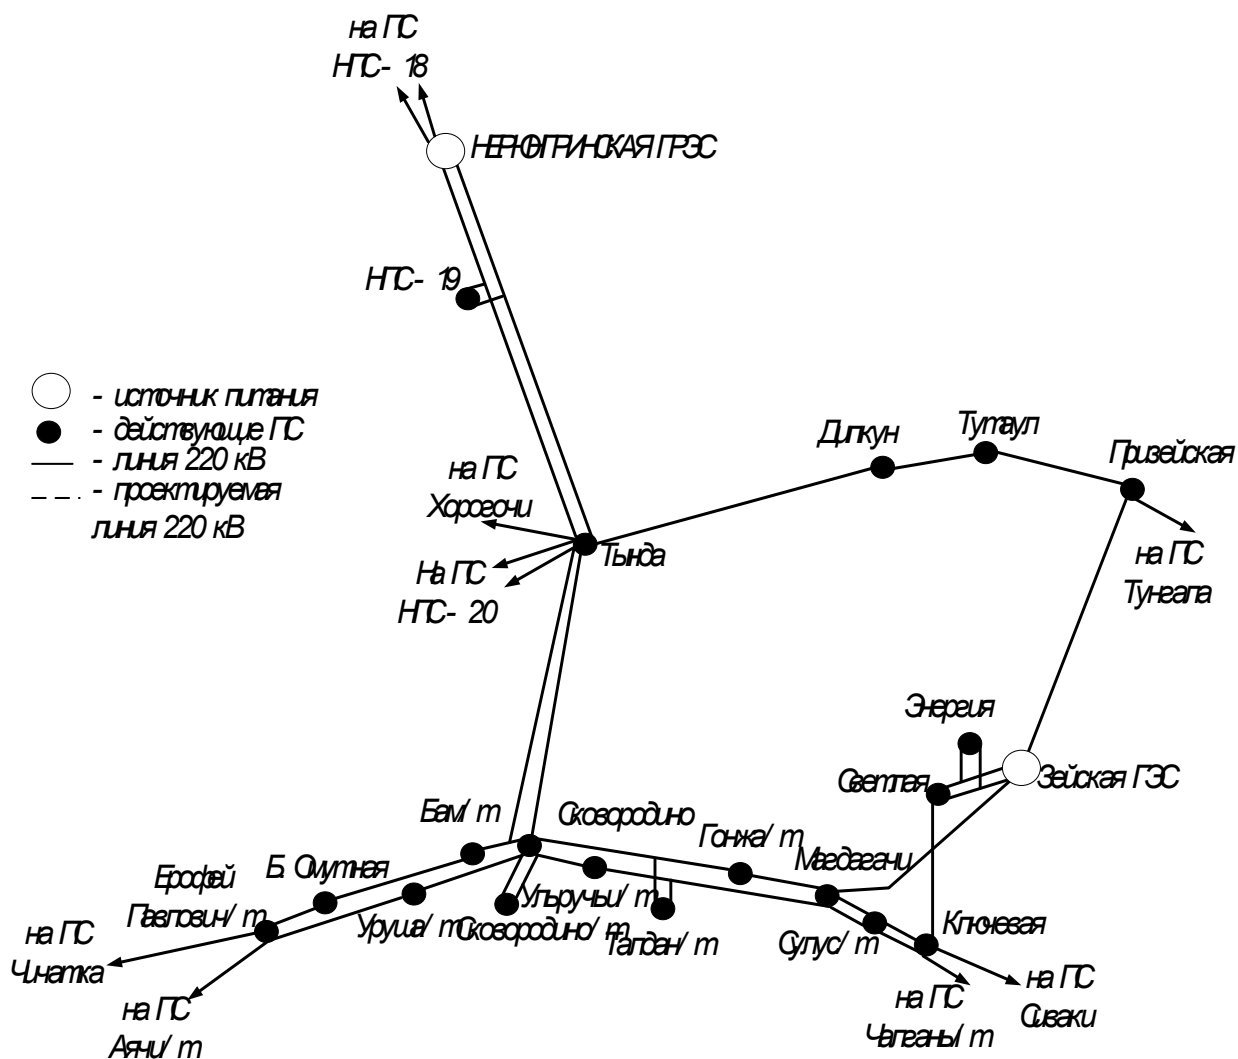 на ПС
НПС- 18
НЕРЮНГРИНСКАЯ ГРЭС
НПС- 19
- источник питания
- действующие ПС
- линия 220 кВ
- проектируемая
линия 220 кВ
на ПС
Хорогочи
На ПС
НПС- 20
Тында
Дипкун
Тутаул
Призейская
на ПС
Тунгала
Энергия
Светлая
Зейская ГЭС
Бам/ т
Сковородино
Гонжа/ т
Магдагачи
Ерофей
Павлович/ т
Б. Омутная
Уруша/ т
Сковородино/ т
Ульручьи/ т
Талдан/ т
Сулус/ т
Ключевая
на ПС
Чичатка
на ПС
Аячи/ т
на ПС
Чалганы/ т
на ПС
Сиваки